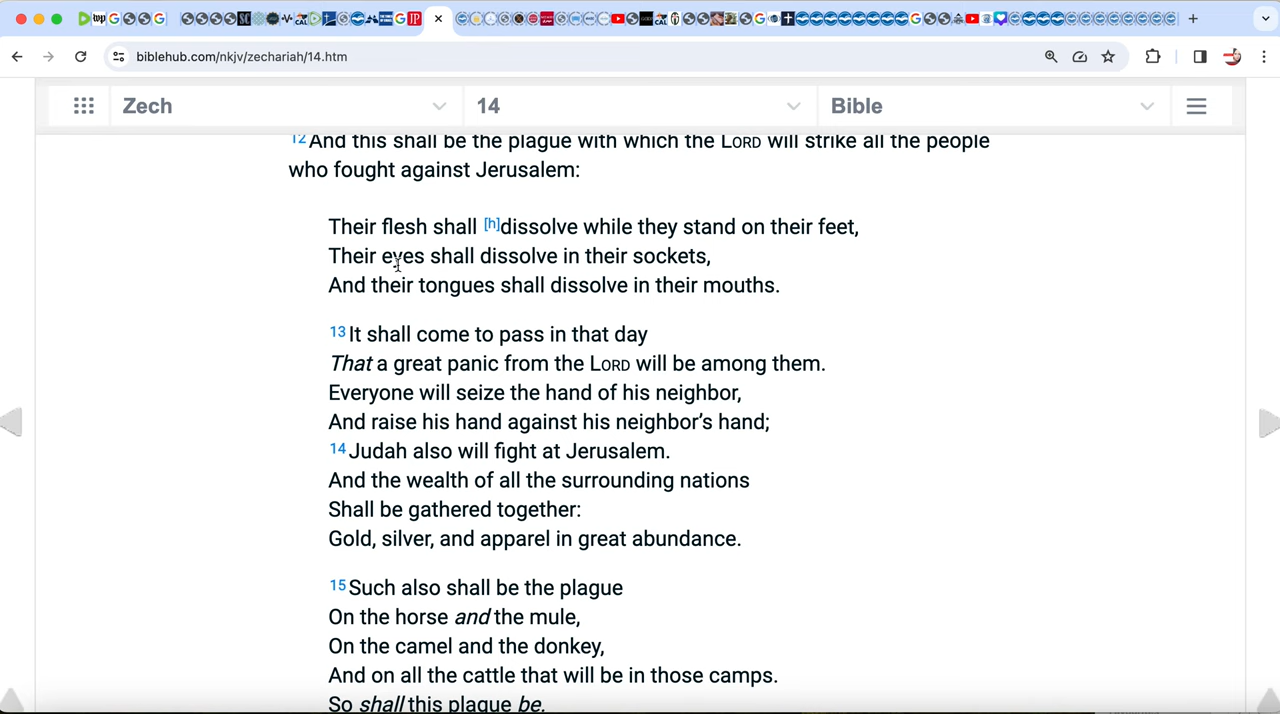 biblehub.com/nkjv/zechariah/14.htm
Zech 14 Bible
12 And this shall be the plague with which the LORD will strike all the people
who fought against Jerusalem:
Their flesh shall [h]dissolve while they stand on their feet,
Their eyes shall dissolve in their sockets,
And their tongues shall dissolve in their mouths.
13 It shall come to pass in that day
That a great panic from the LORD will be among them.
Everyone will seize the hand of his neighbor,
And raise his hand against his neighbor’s hand;
14 Judah also will fight at Jerusalem.
And the wealth of all the surrounding nations
Shall be gathered together:
Gold, silver, and apparel in great abundance.
15 Such also shall be the plague
On the horse and the mule,
On the camel and the donkey,
And on all the cattle that will be in those camps.
So shall this plague be.